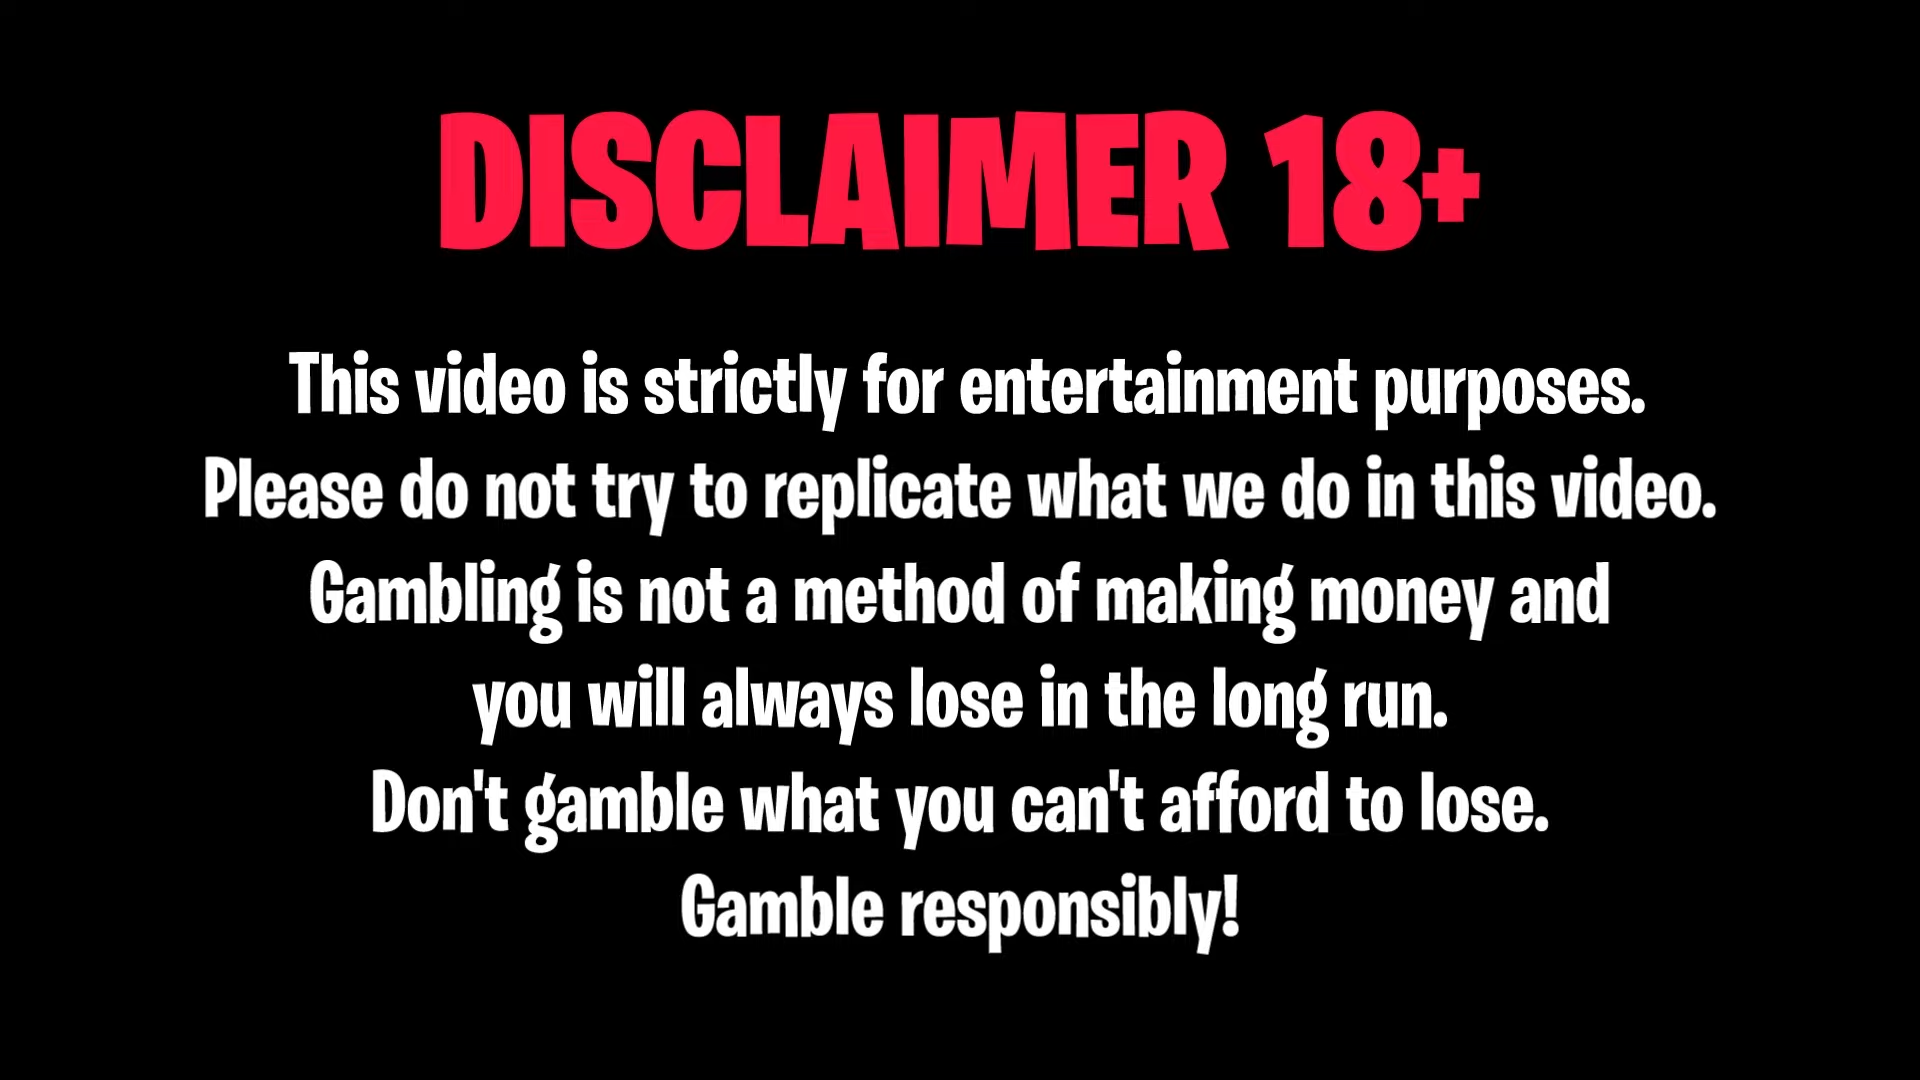 DISCLAIMER 18+
This video is strictly for entertainment purposes.
Please do not try to replicate what we do in this video.
Gambling is not a method of making money and
you will always lose in the long run.
Don't gamble what you can't afford to lose.
Gamble responsibly!